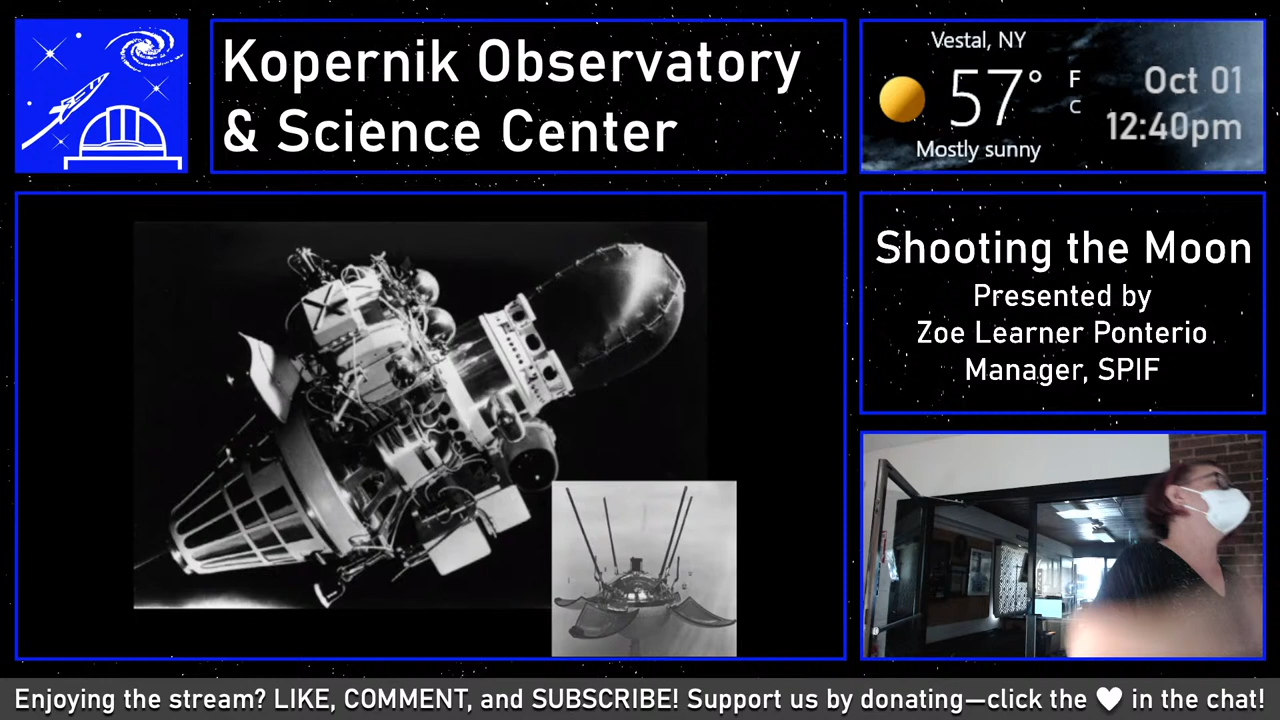 Kopernik Observatory
& Science Center
Vestal, NY
57°
F
C
Mostly sunny
Oct 01
12:40pm
Shooting the Moon
Presented by
Zoe Learner Ponterio
Manager, SPIF
Enjoying the stream? LIKE, COMMENT, and SUBSCRIBE! Support us by donating—click the ♥ in the chat!